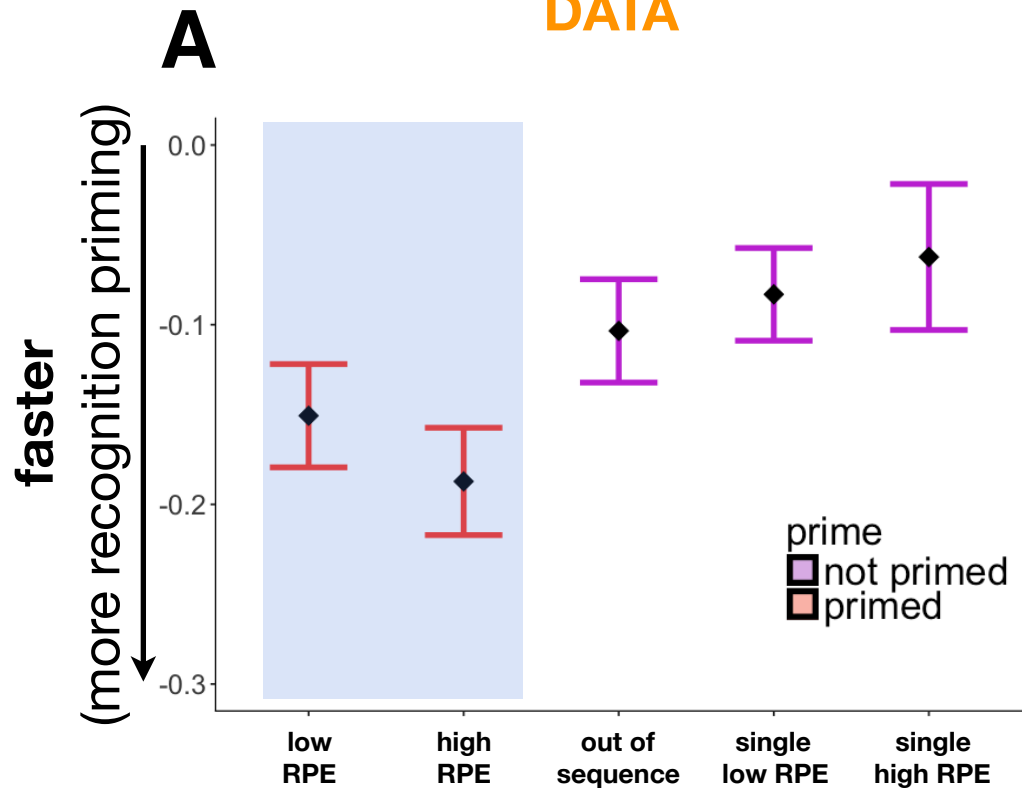 A
DATA
faster
(more recognition priming)
0.0
-0.1
-0.2
-0.3
prime
not primed
primed
low
RPE
high
RPE
out of
sequence
single
low RPE
single
high RPE